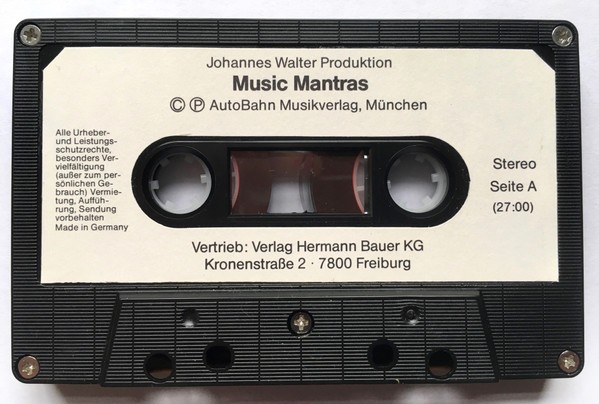 Johannes Walter Produktion
Music Mantras
© ℗ AutoBahn Musikverlag, München
Alle Urheber-
und Leistungs-
schutzrechte,
besonders Ver-
vielfältigung
(außer zum per-
sönlichen Ge-
brauch) Vermie-
tung, Auffüh-
rung, Sendung
vorbehalten
Made in Germany
Stereo
Seite A
(27:00)
Vertrieb: Verlag Hermann Bauer KG
Kronenstraße 2 · 7800 Freiburg